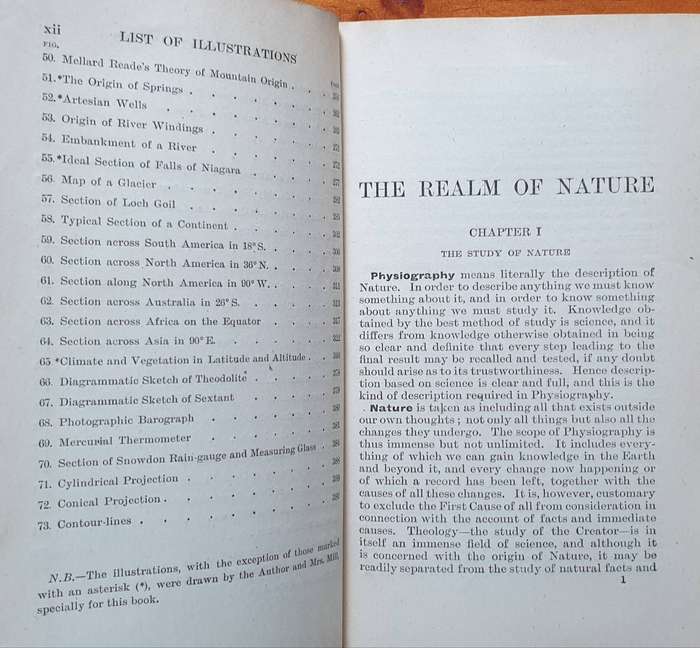 xii
LIST OF ILLUSTRATIONS
FIG.
50. Mellard Reade's Theory of Mountain Origin . . .
51.*The Origin of Springs . . . . . .
52.*Artesian Wells . . . . . .
53. Origin of River Windings . . . . .
54. Embankment of a River . . . . .
55.*Ideal Section of Falls of Niagara . . . .
56. Map of a Glacier . . . . . .
57. Section of Loch Goil . . . . .
58. Typical Section of a Continent . . . .
59. Section across South America in 18° S. . . .
60. Section across North America in 36° N. . . .
61. Section along North America in 90° W. . . .
62. Section across Australia in 26° S. . . .
63. Section across Africa on the Equator . . .
64. Section across Asia in 90° E. . . . .
65 *Climate and Vegetation in Latitude and Altitude . .
66. Diagrammatic Sketch of Theodolite . . . .
67. Diagrammatic Sketch of Sextant . . . .
68. Photographic Barograph . . . . .
69. Mercurial Thermometer . . . . .
70. Section of Snowdon Rain-gauge and Measuring Glass .
71. Cylindrical Projection . . . . .
72. Conical Projection . . . . . .
73. Contour-lines . . . . . .
N.B.—The illustrations, with the exception of those marked
with an asterisk (*), were drawn by the Author and Mrs. Mill,
specially for this book.
THE REALM OF NATURE
CHAPTER I
THE STUDY OF NATURE
Physiography means literally the description of
Nature. In order to describe anything we must know
something about it, and in order to know something
about anything we must study it. Knowledge ob-
tained by the best method of study is science, and it
differs from knowledge otherwise obtained in being
so clear and definite that every step leading to the
final result may be recalled and tested, if any doubt
should arise as to its trustworthiness. Hence descrip-
tion based on science is clear and full, and this is the
kind of description required in Physiography.
Nature is taken as including all that exists outside
our own thoughts; not only all things but also all the
changes they undergo. The scope of Physiography is
thus immense but not unlimited. It includes every-
thing of which we can gain knowledge in the Earth
and beyond it, and every change now happening or
of which a record has been left, together with the
causes of all these changes. It is, however, customary
to exclude the First Cause of all from consideration in
connection with the account of facts and immediate
causes. Theology—the study of the Creator—is in
itself an immense field of science, and although it
is concerned with the origin of Nature, it may be
readily separated from the study of natural facts and
1